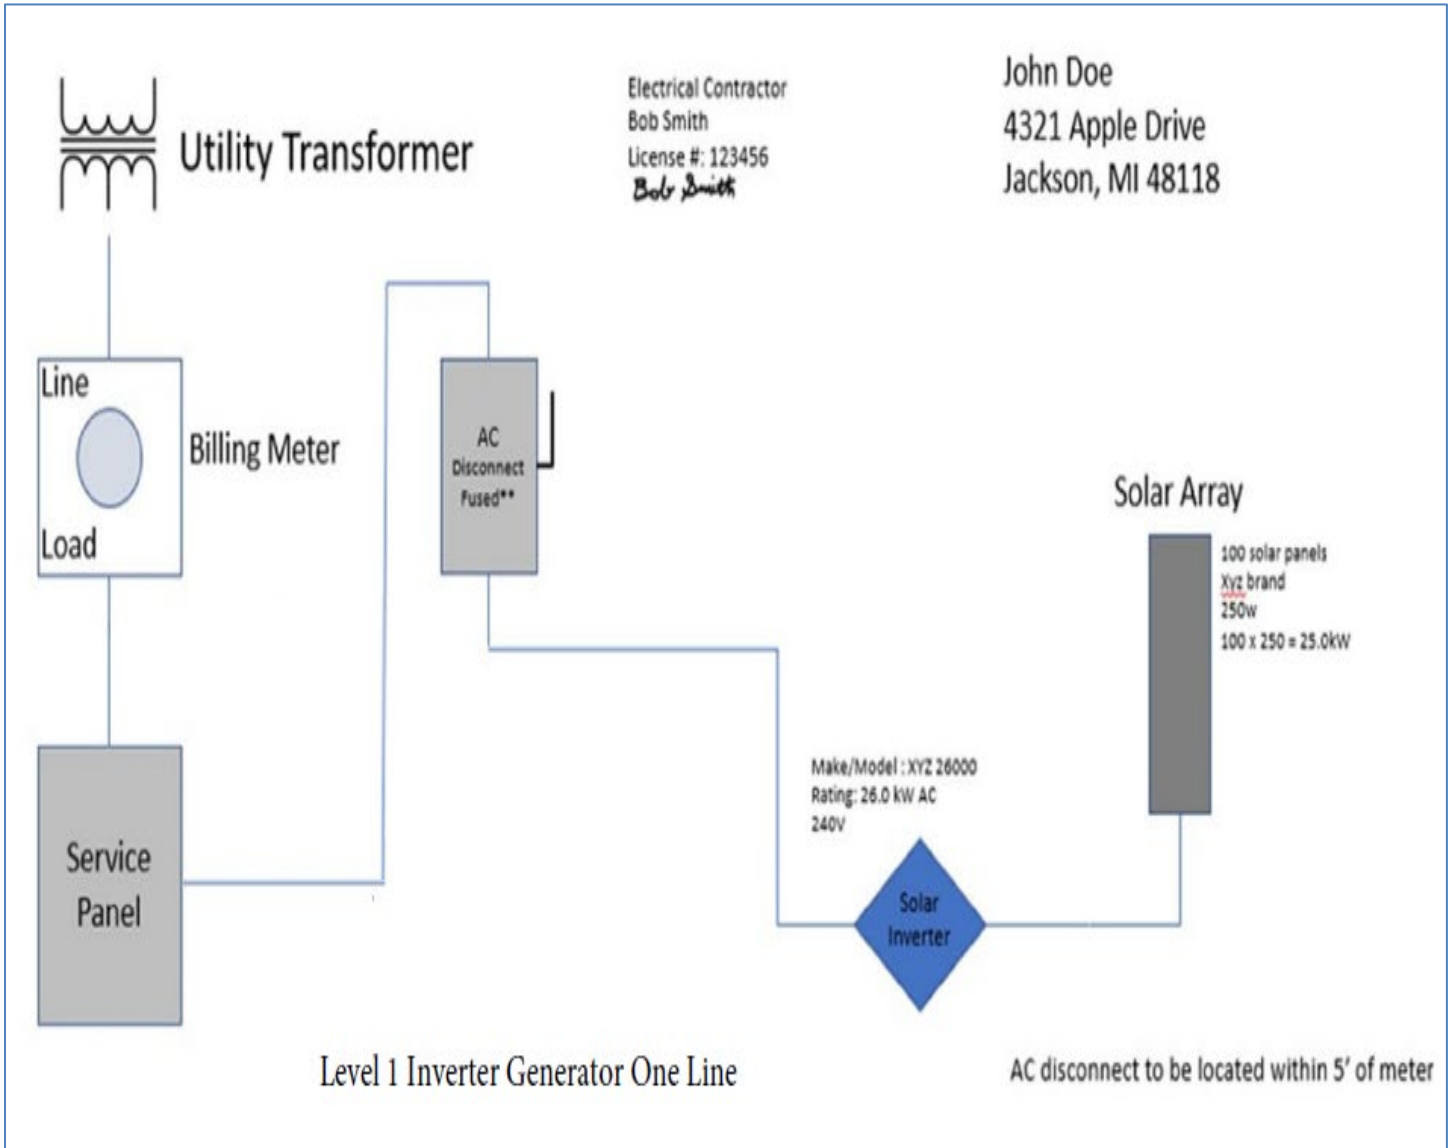 Utility Transformer
Electrical Contractor
Bob Smith
License #: 123456
Bob Smith
John Doe
4321 Apple Drive
Jackson, MI 48118
Line
Load
Billing Meter
AC
Disconnect
Fused**
Solar Array
100 solar panels
Xyz brand
250w
100 x 250 = 25.0kW
Make/Model : XYZ 26000
Rating: 26.0 kW AC
240V
Service
Panel
Solar
Inverter
Level 1 Inverter Generator One Line
AC disconnect to be located within 5' of meter